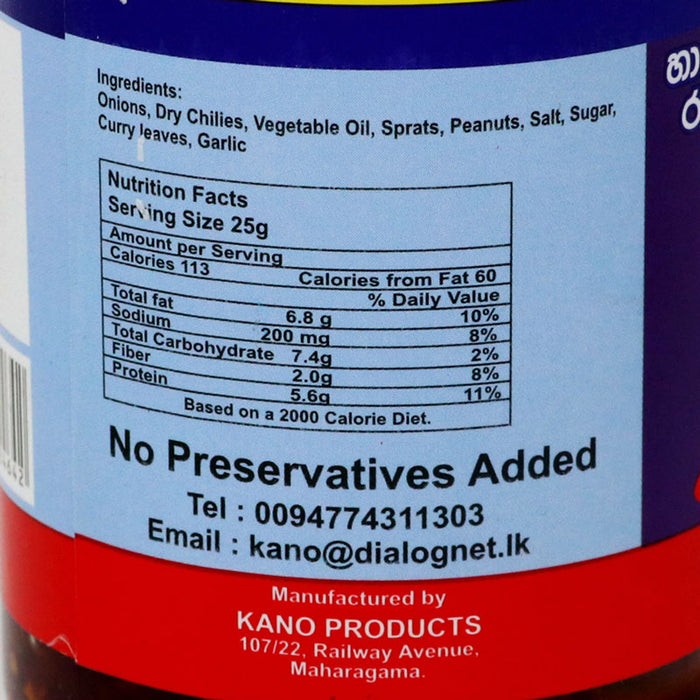 Ingredients:
Onions, Dry Chilies, Vegetable Oil, Sprats, Peanuts, Salt, Sugar,
Curry leaves, Garlic
Nutrition Facts
Serving Size 25g
Amount per Serving
Calories 113 Calories from Fat 60
% Daily Value
Total fat 6.8 g 10%
Sodium 200 mg 8%
Total Carbohydrate 7.4g 2%
Fiber 2.0g 8%
Protein 5.6g 11%
Based on a 2000 Calorie Diet.
No Preservatives Added
Tel : 0094774311303
Email : kano@dialognet.lk
Manufactured by
KANO PRODUCTS
107/22, Railway Avenue,
Maharagama.